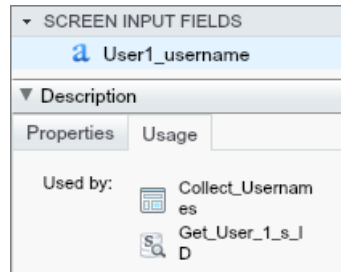 SCREEN INPUT FIELDS
a User1_username
Description
Properties Usage
Used by: Collect_Usernam
es
Get_User_1_s_I
D